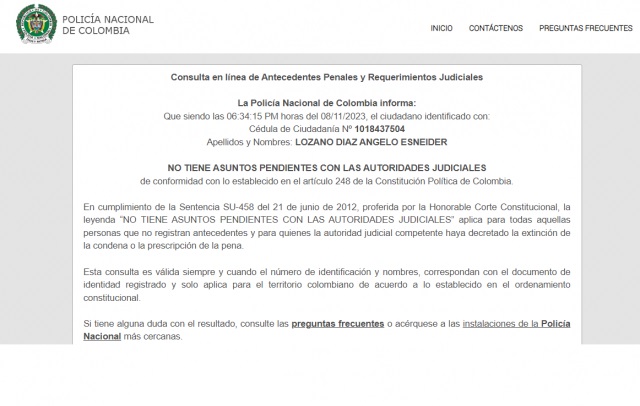 POLICÍA NACIONAL
DE COLOMBIA
INICIO CONTÁCTENOS PREGUNTAS FRECUENTES
Consulta en línea de Antecedentes Penales y Requerimientos Judiciales
La Policía Nacional de Colombia informa:
Que siendo las 06:34:15 PM horas del 08/11/2023, el ciudadano identificado con:
Cédula de Ciudadanía Nº 1018437504
Apellidos y Nombres: LOZANO DIAZ ANGELO ESNEIDER
NO TIENE ASUNTOS PENDIENTES CON LAS AUTORIDADES JUDICIALES
de conformidad con lo establecido en el artículo 248 de la Constitución Política de Colombia.
En cumplimiento de la Sentencia SU-458 del 21 de junio de 2012, proferida por la Honorable Corte Constitucional, la
leyenda “NO TIENE ASUNTOS PENDIENTES CON LAS AUTORIDADES JUDICIALES” aplica para todas aquellas
personas que no registran antecedentes y para quienes la autoridad judicial competente haya decretado la extinción de
la condena o la prescripción de la pena.
Esta consulta es válida siempre y cuando el número de identificación y nombres, correspondan con el documento de
identidad registrado y solo aplica para el territorio colombiano de acuerdo a lo establecido en el ordenamiento
constitucional.
Si tiene alguna duda con el resultado, consulte las preguntas frecuentes o acérquese a las instalaciones de la Policía
Nacional más cercanas.